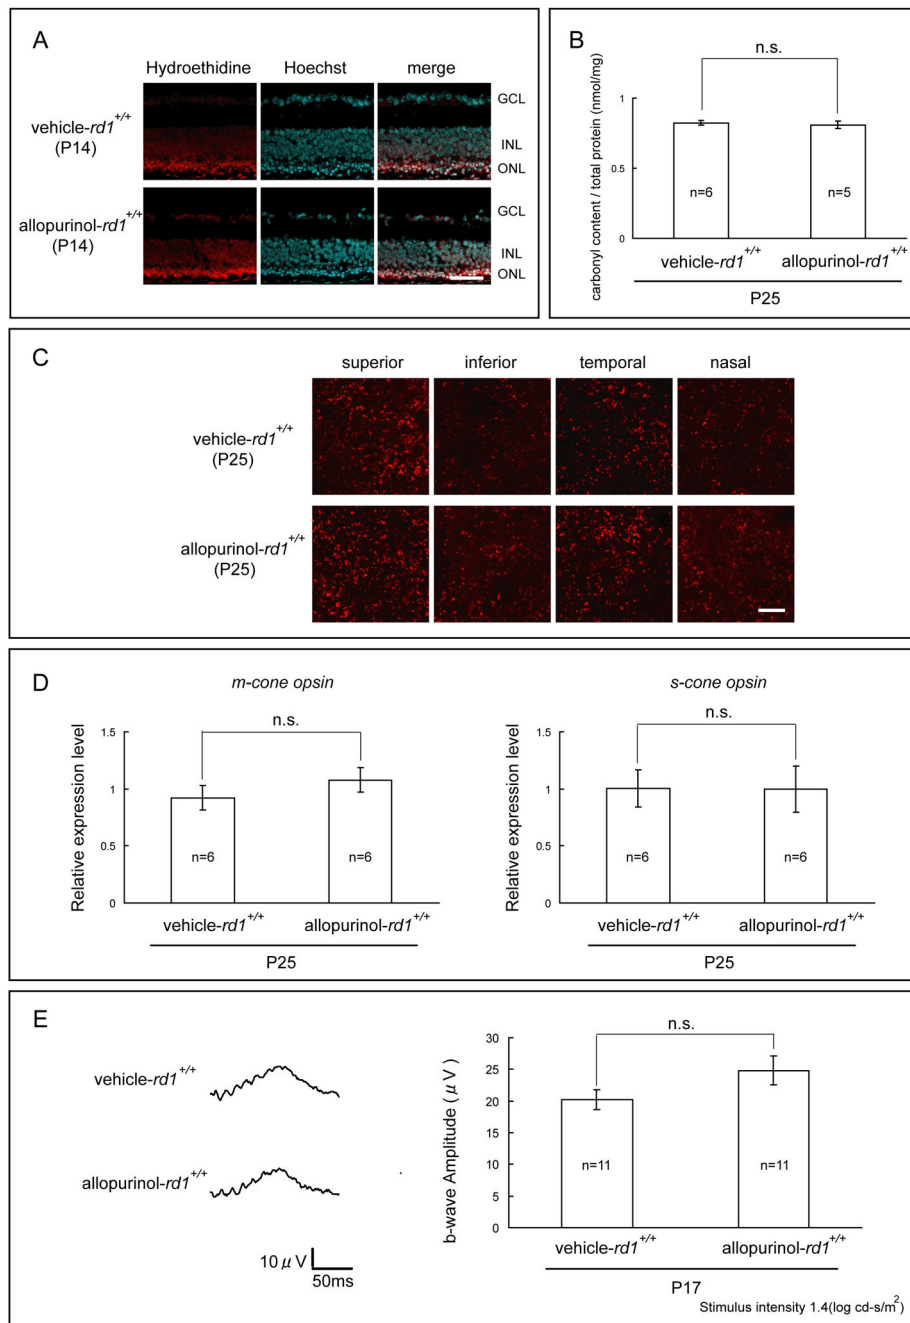 A
Hydroethidine Hoechst merge
vehicle-rd1+/+
(P14)
GCL
INL
ONL
allopurinol-rd1+/+
(P14)
GCL
INL
ONL
B
n.s.
carbonyl content / total protein (nmol/mg)
1
0.5
0
n=6 n=5
vehicle-rd1+/+ allopurinol-rd1+/+
P25
C
superior inferior temporal nasal
vehicle-rd1+/+
(P25)
allopurinol-rd1+/+
(P25)
D
m-cone opsin
n.s.
Relative expression level
1.5
1
0.5
0
n=6 n=6
vehicle-rd1+/+ allopurinol-rd1+/+
P25
s-cone opsin
n.s.
Relative expression level
1.5
1
0.5
0
n=6 n=6
vehicle-rd1+/+ allopurinol-rd1+/+
P25
E
vehicle-rd1+/+
allopurinol-rd1+/+
10 μV
50ms
n.s.
b-wave Amplitude (μV)
30
25
20
15
10
5
0
n=11 n=11
vehicle-rd1+/+ allopurinol-rd1+/+
P17
Stimulus intensity 1.4(log cd-s/m2)